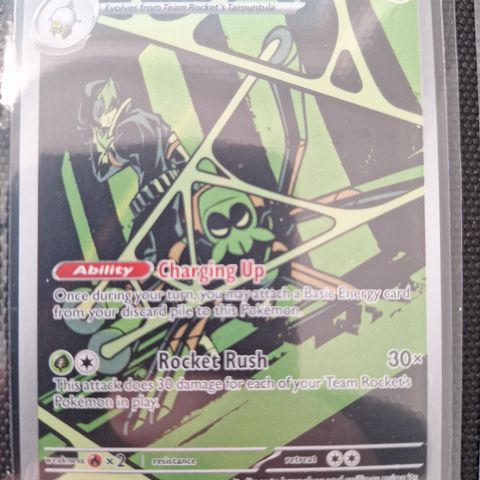 Evolves from Team Rocket's Tarountula
Ability Charging Up
Once during your turn, you may attach a Basic Energy card
from your discard pile to this Pokémon.
Rocket Rush 30×
This attack does 30 damage for each of your Team Rocket's
Pokémon in play.
weakness ×2 resistance retreat